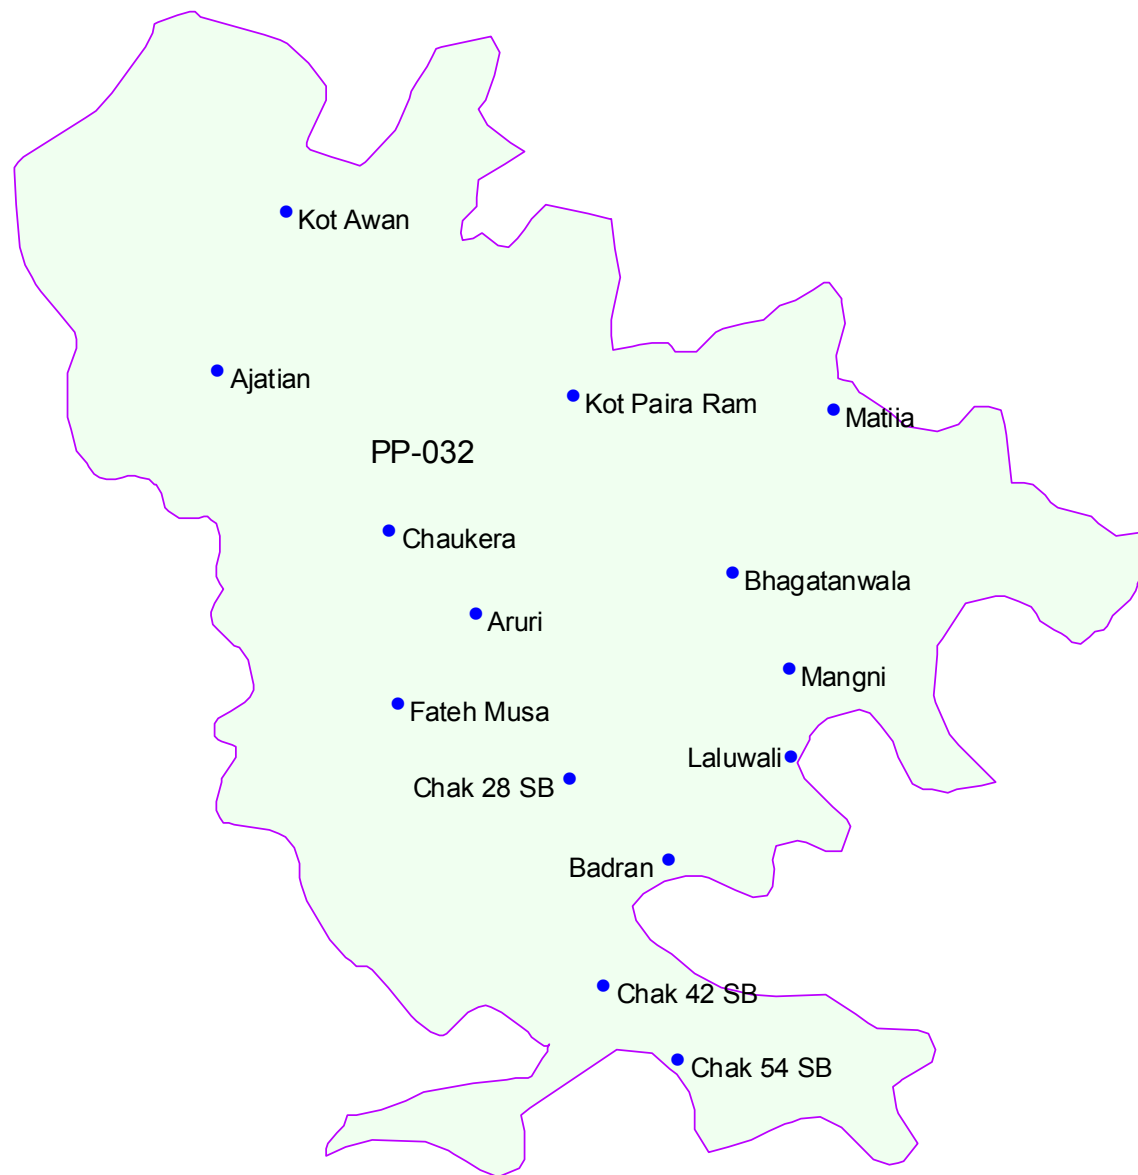 Kot Awan
Ajatian
Kot Paira Ram
Matiia
PP-032
Chaukera
Bhagatanwala
Aruri
Mangni
Fateh Musa
Laluwali
Chak 28 SB
Badran
Chak 42 SB
Chak 54 SB